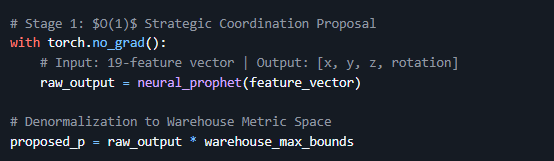 # Stage 1: $O(1)$ Strategic Coordination Proposal
with torch.no_grad():
    # Input: 19-feature vector | Output: [x, y, z, rotation]
    raw_output = neural_prophet(feature_vector)

# Denormalization to Warehouse Metric Space
proposed_p = raw_output * warehouse_max_bounds